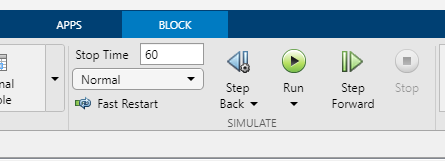 APPS BLOCK
Stop Time 60
Normal
Fast Restart
Step Back
Run
Step Forward
Stop
SIMULATE